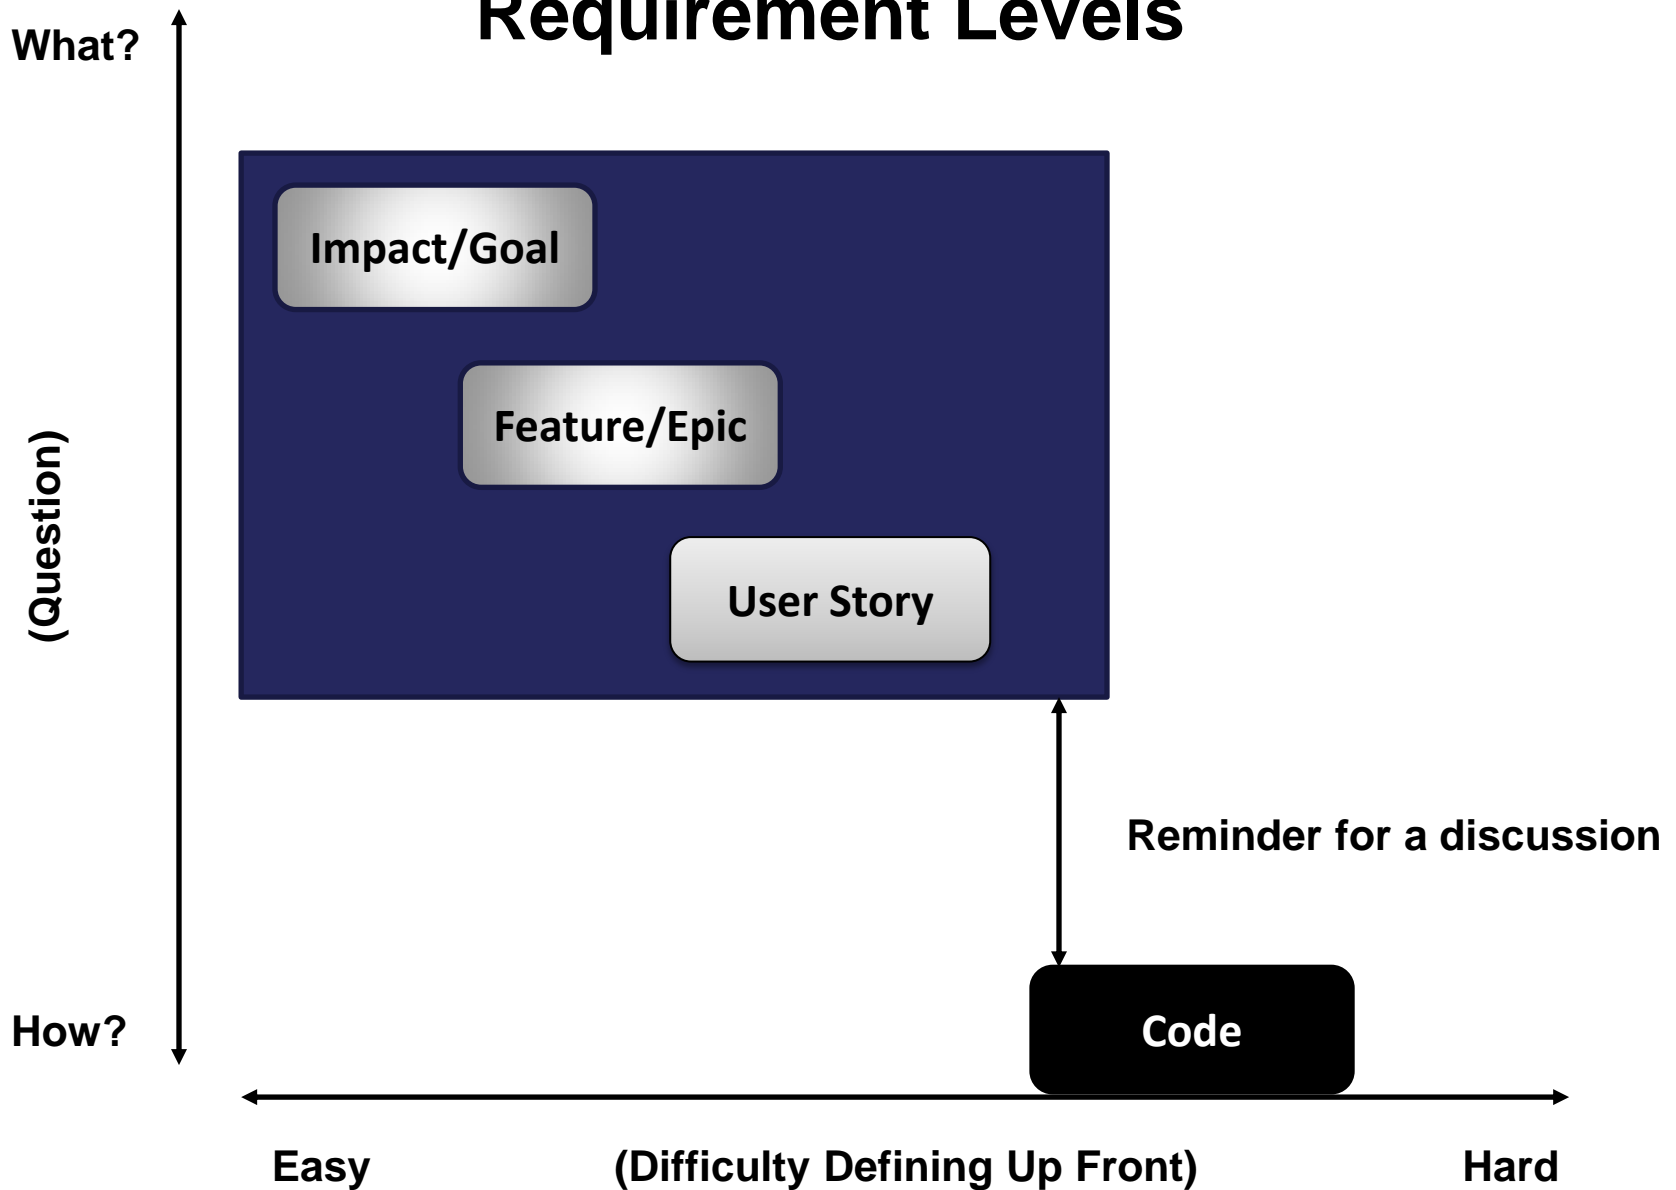 Requirement Levels
What?
Impact/Goal
Feature/Epic
(Question)
User Story
Reminder for a discussion
How?
Code
Easy
(Difficulty Defining Up Front)
Hard